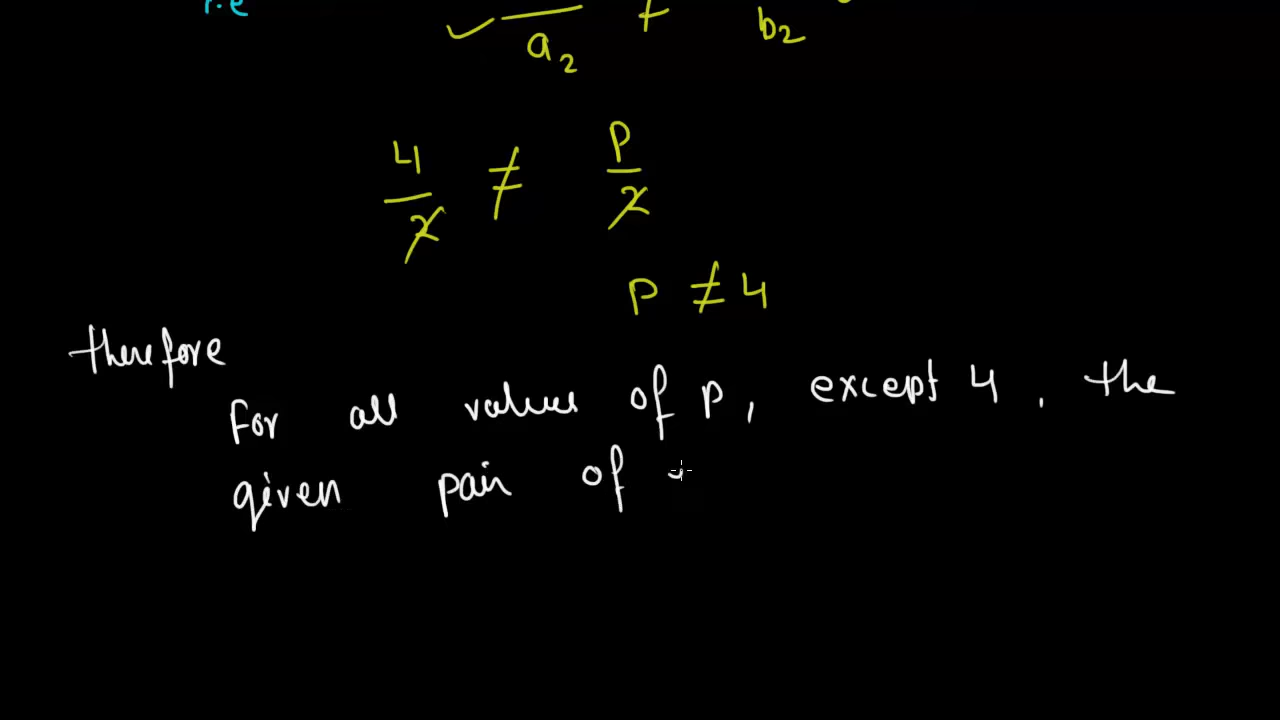 i.e
a2 ≠ b2
4/2 ≠ p/2
p ≠ 4
therefore
For all values of p, except 4, the
given pair of